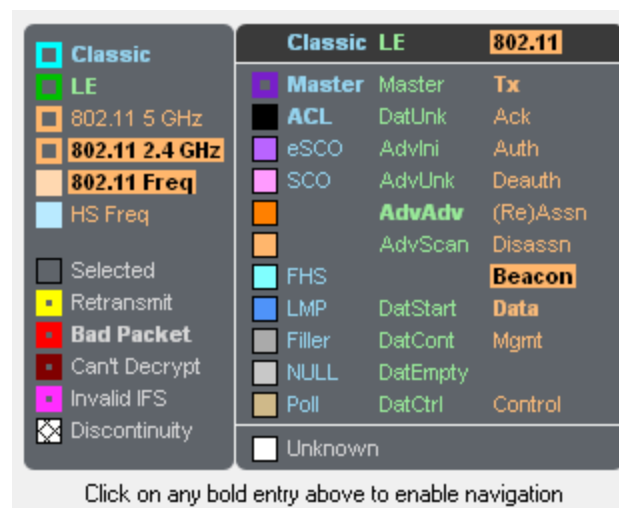 Classic
LE
802.11 5 GHz
802.11 2.4 GHz
802.11 Freq
HS Freq
Selected
Retransmit
Bad Packet
Can't Decrypt
Invalid IFS
Discontinuity
Classic LE 802.11
Master Master Tx
ACL DatUnk Ack
eSCO AdvIni Auth
SCO AdvUnk Deauth
AdvAdv (Re)Assn
AdvScan Disassn
FHS Beacon
LMP DatStart Data
Filler DatCont Mgmt
NULL DatEmpty
Poll DatCtrl Control
Unknown
Click on any bold entry above to enable navigation